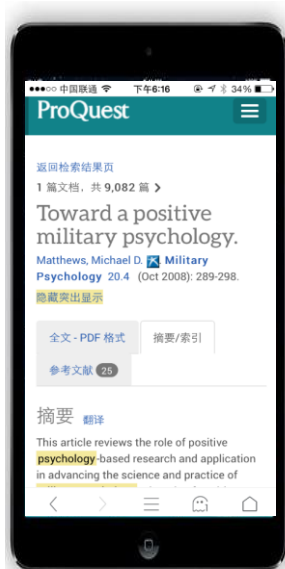 中国联通 下午6:16 34%
ProQuest
返回检索结果页
1 篇文档，共 9,082 篇 >
Toward a positive
military psychology.
Matthews, Michael D. Military
Psychology 20.4 (Oct 2008): 289-298.
隐藏突出显示
全文 - PDF 格式 摘要/索引
参考文献 25
摘要 翻译
This article reviews the role of positive
psychology-based research and application
in advancing the science and practice of